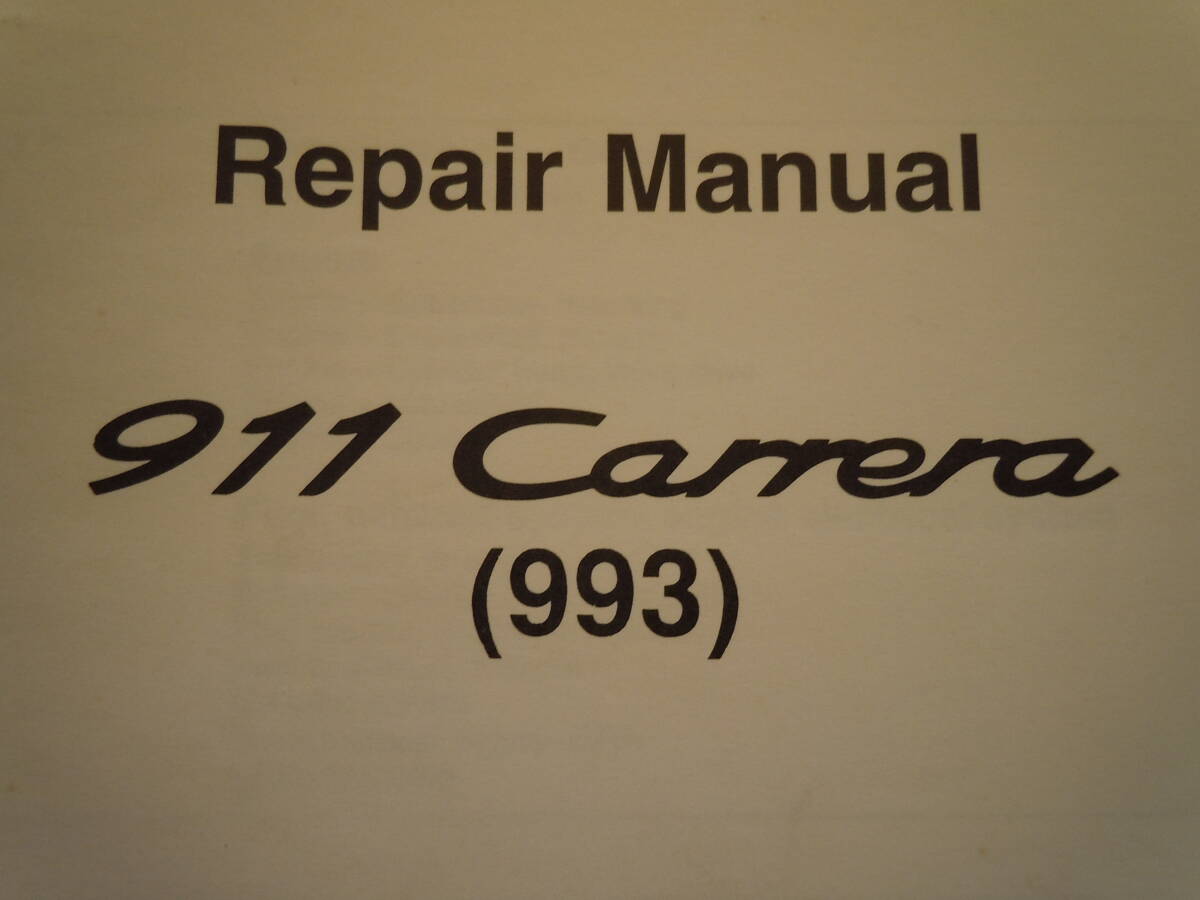 Repair Manual
911 Carrera
(993)